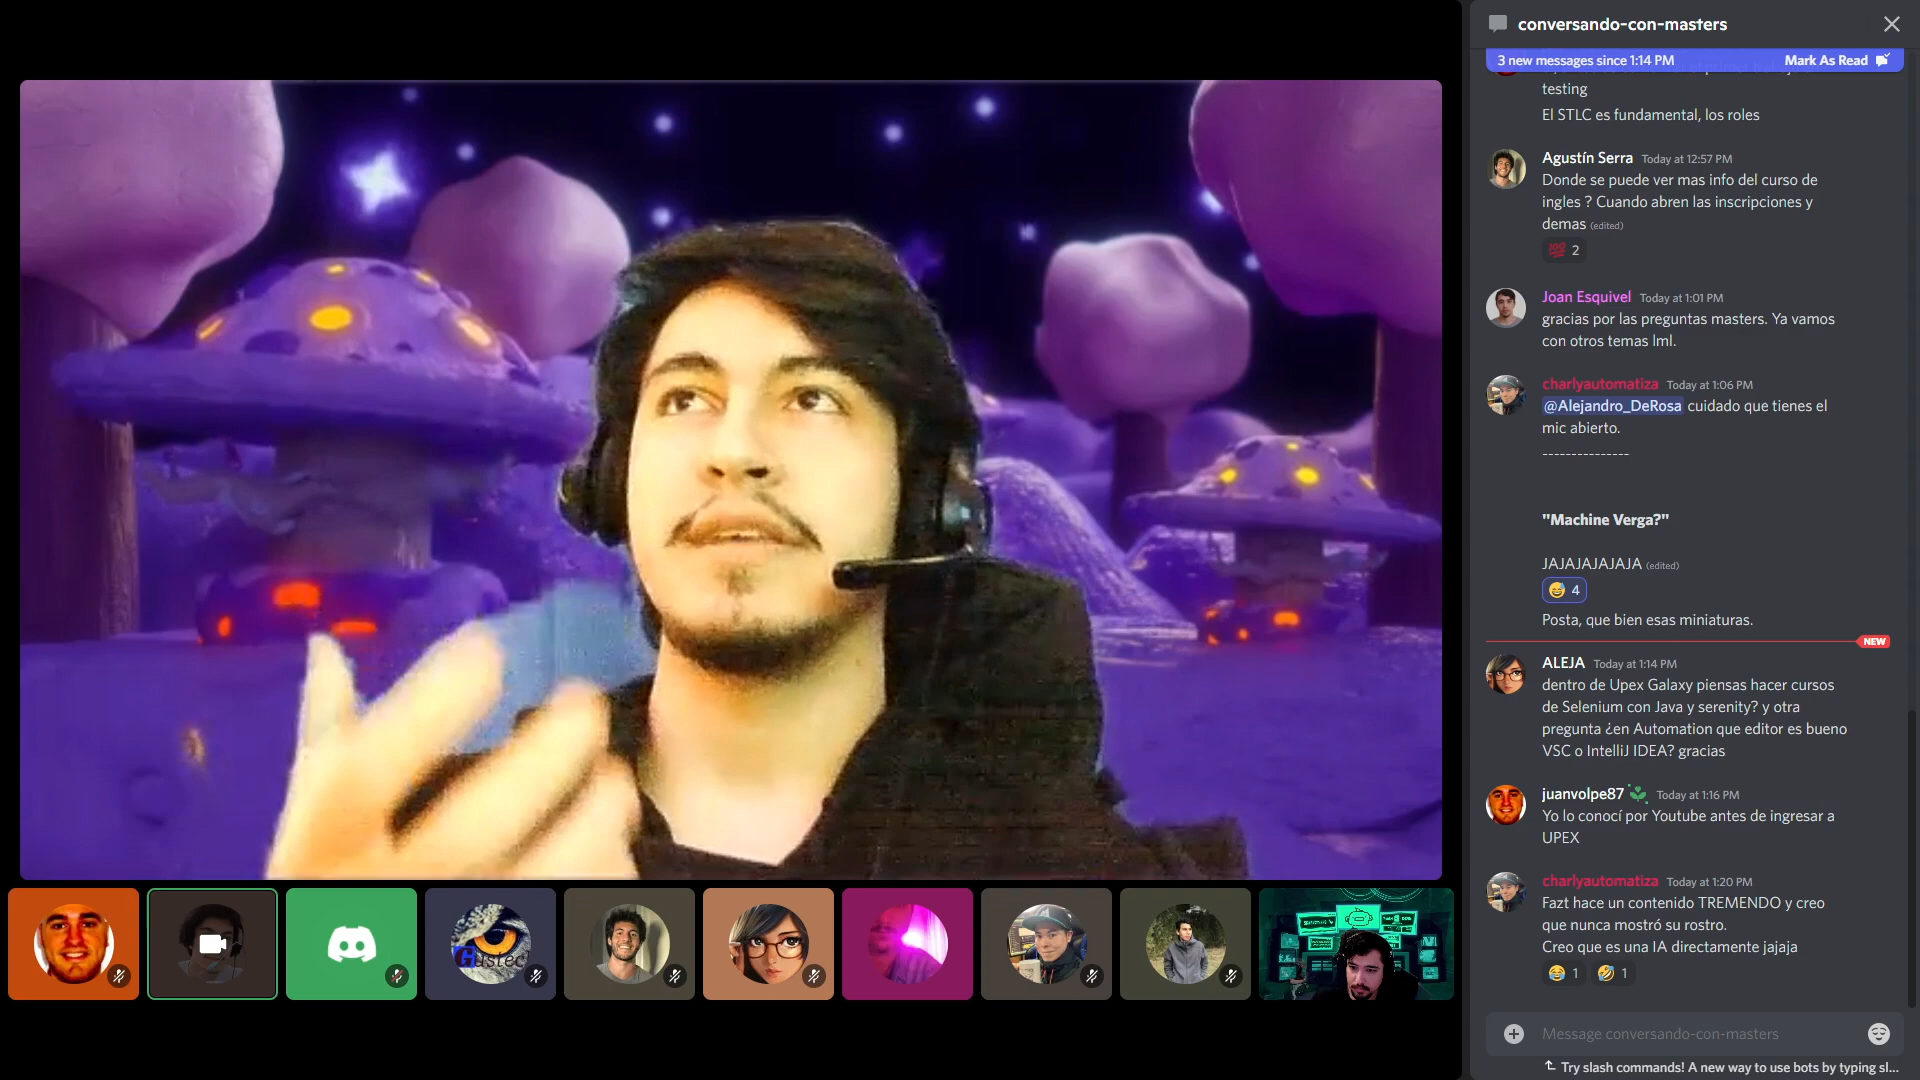 conversando-con-masters
3 new messages since 1:14 PM Mark As Read
testing
El STLC es fundamental, los roles
Agustín Serra Today at 12:57 PM
Donde se puede ver mas info del curso de
ingles ? Cuando abren las inscripciones y
demas (edited)
2
Joan Esquivel Today at 1:01 PM
gracias por las preguntas masters. Ya vamos
con otros temas lml.
charlyautomatiza Today at 1:06 PM
@Alejandro_DeRosa cuidado que tienes el
mic abierto.
---------------
"Machine Verga?"
JAJAJAJAJAJA (edited)
4
Posta, que bien esas miniaturas.
NEW
ALEJA Today at 1:14 PM
dentro de Upex Galaxy piensas hacer cursos
de Selenium con Java y serenity? y otra
pregunta ¿en Automation que editor es bueno
VSC o IntelliJ IDEA? gracias
juanvolpe87 Today at 1:16 PM
Yo lo conocí por Youtube antes de ingresar a
UPEX
charlyautomatiza Today at 1:20 PM
Fazt hace un contenido TREMENDO y creo
que nunca mostró su rostro.
Creo que es una IA directamente jajaja
1 1
Message conversando-con-masters
Try slash commands! A new way to use bots by typing sl...